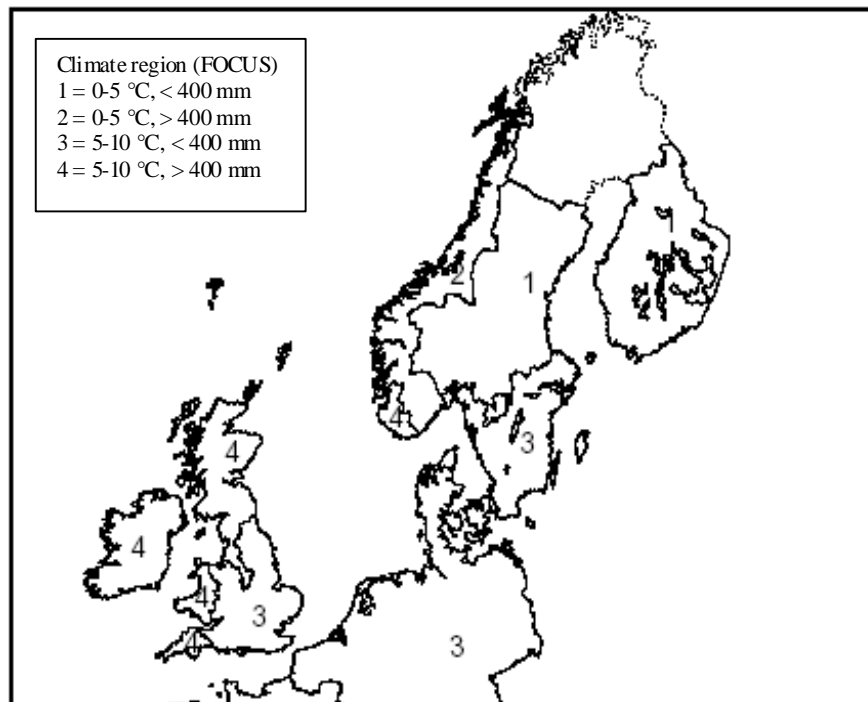 Climate region (FOCUS)
1 = 0-5 °C, < 400 mm
2 = 0-5 °C, > 400 mm
3 = 5-10 °C, < 400 mm
4 = 5-10 °C, > 400 mm
1
2
1
4
3
4
4
4
3
4
3